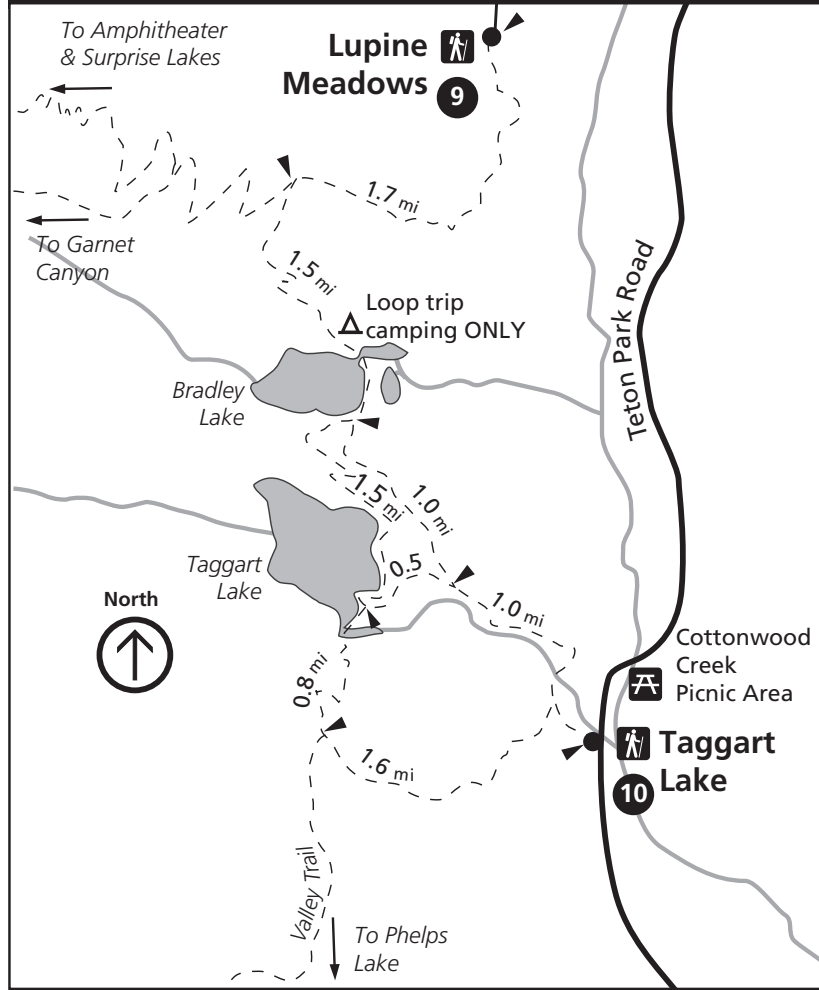 To Amphitheater
& Surprise Lakes
Lupine
Meadows
9
1.7 mi
To Garnet
Canyon
1.5 mi
Loop trip
camping ONLY
Teton Park Road
Bradley
Lake
1.5 mi
1.0 mi
Taggart
Lake
0.5
1.0 mi
North
Cottonwood
Creek
Picnic Area
0.8 mi
Taggart
Lake
10
1.6 mi
Valley Trail
To Phelps
Lake